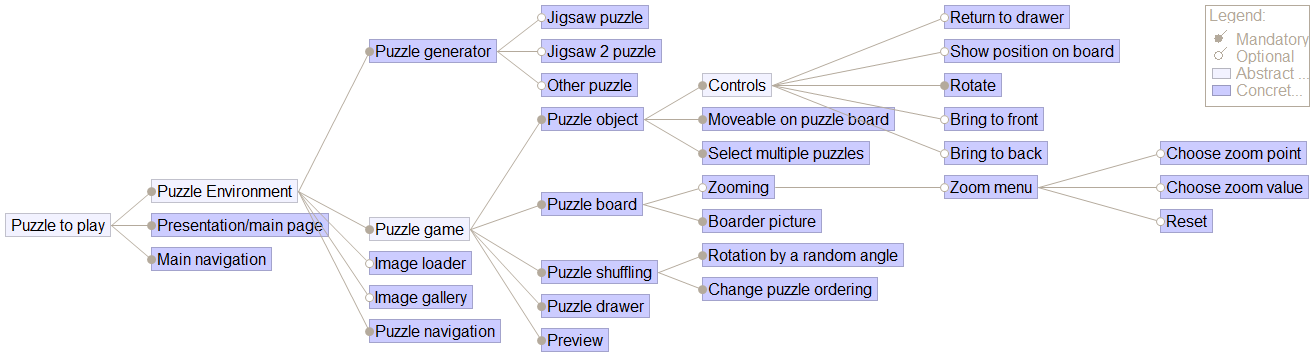 Jigsaw puzzle
Return to drawer
Legend:
Puzzle generator
Jigsaw 2 puzzle
Show position on board
Mandatory
Optional
Other puzzle
Controls
Rotate
Abstract ...
Concret...
Puzzle object
Moveable on puzzle board
Bring to front
Select multiple puzzles
Bring to back
Choose zoom point
Puzzle Environment
Puzzle board
Zooming
Zoom menu
Choose zoom value
Puzzle to play
Presentation/main page
Puzzle game
Boarder picture
Reset
Main navigation
Image loader
Puzzle shuffling
Rotation by a random angle
Image gallery
Puzzle drawer
Change puzzle ordering
Puzzle navigation
Preview